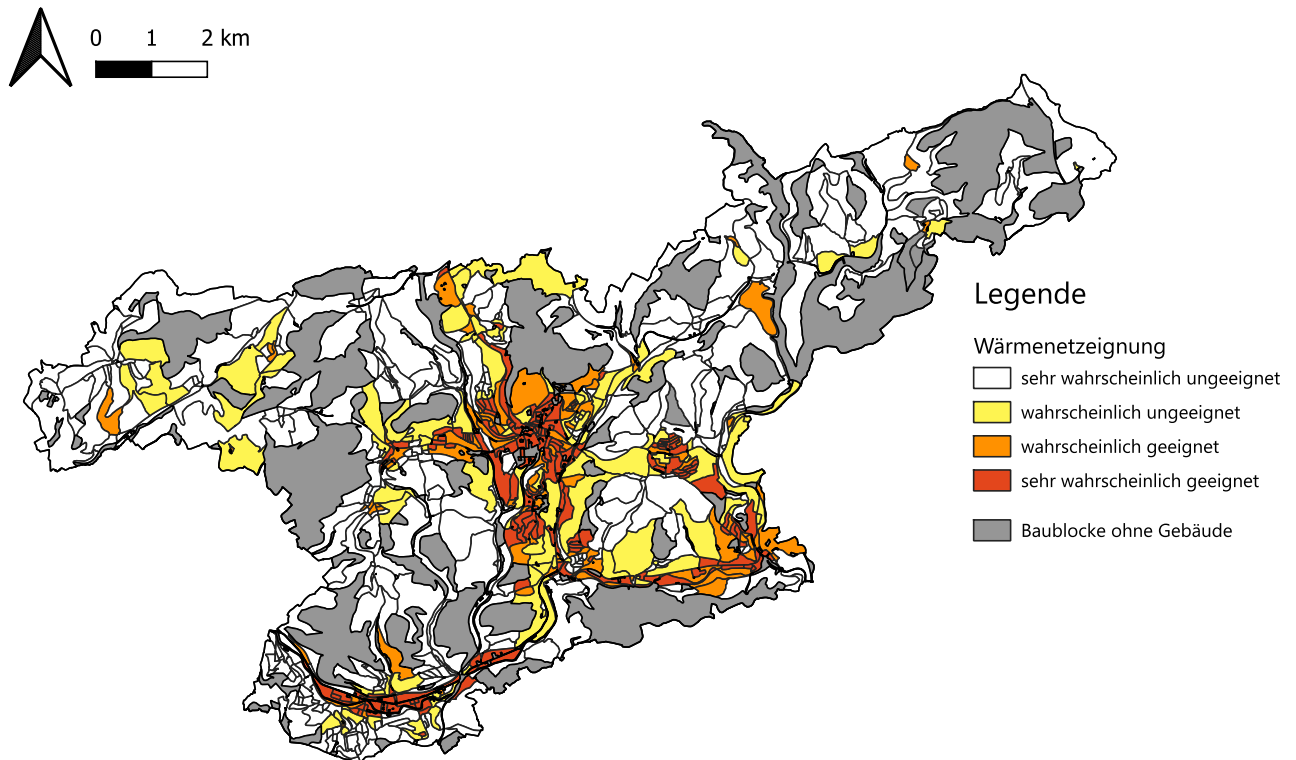 0 1 2 km
Legende
Wärmenetzeignung
sehr wahrscheinlich ungeeignet
wahrscheinlich ungeeignet
wahrscheinlich geeignet
sehr wahrscheinlich geeignet
Baublocke ohne Gebäude